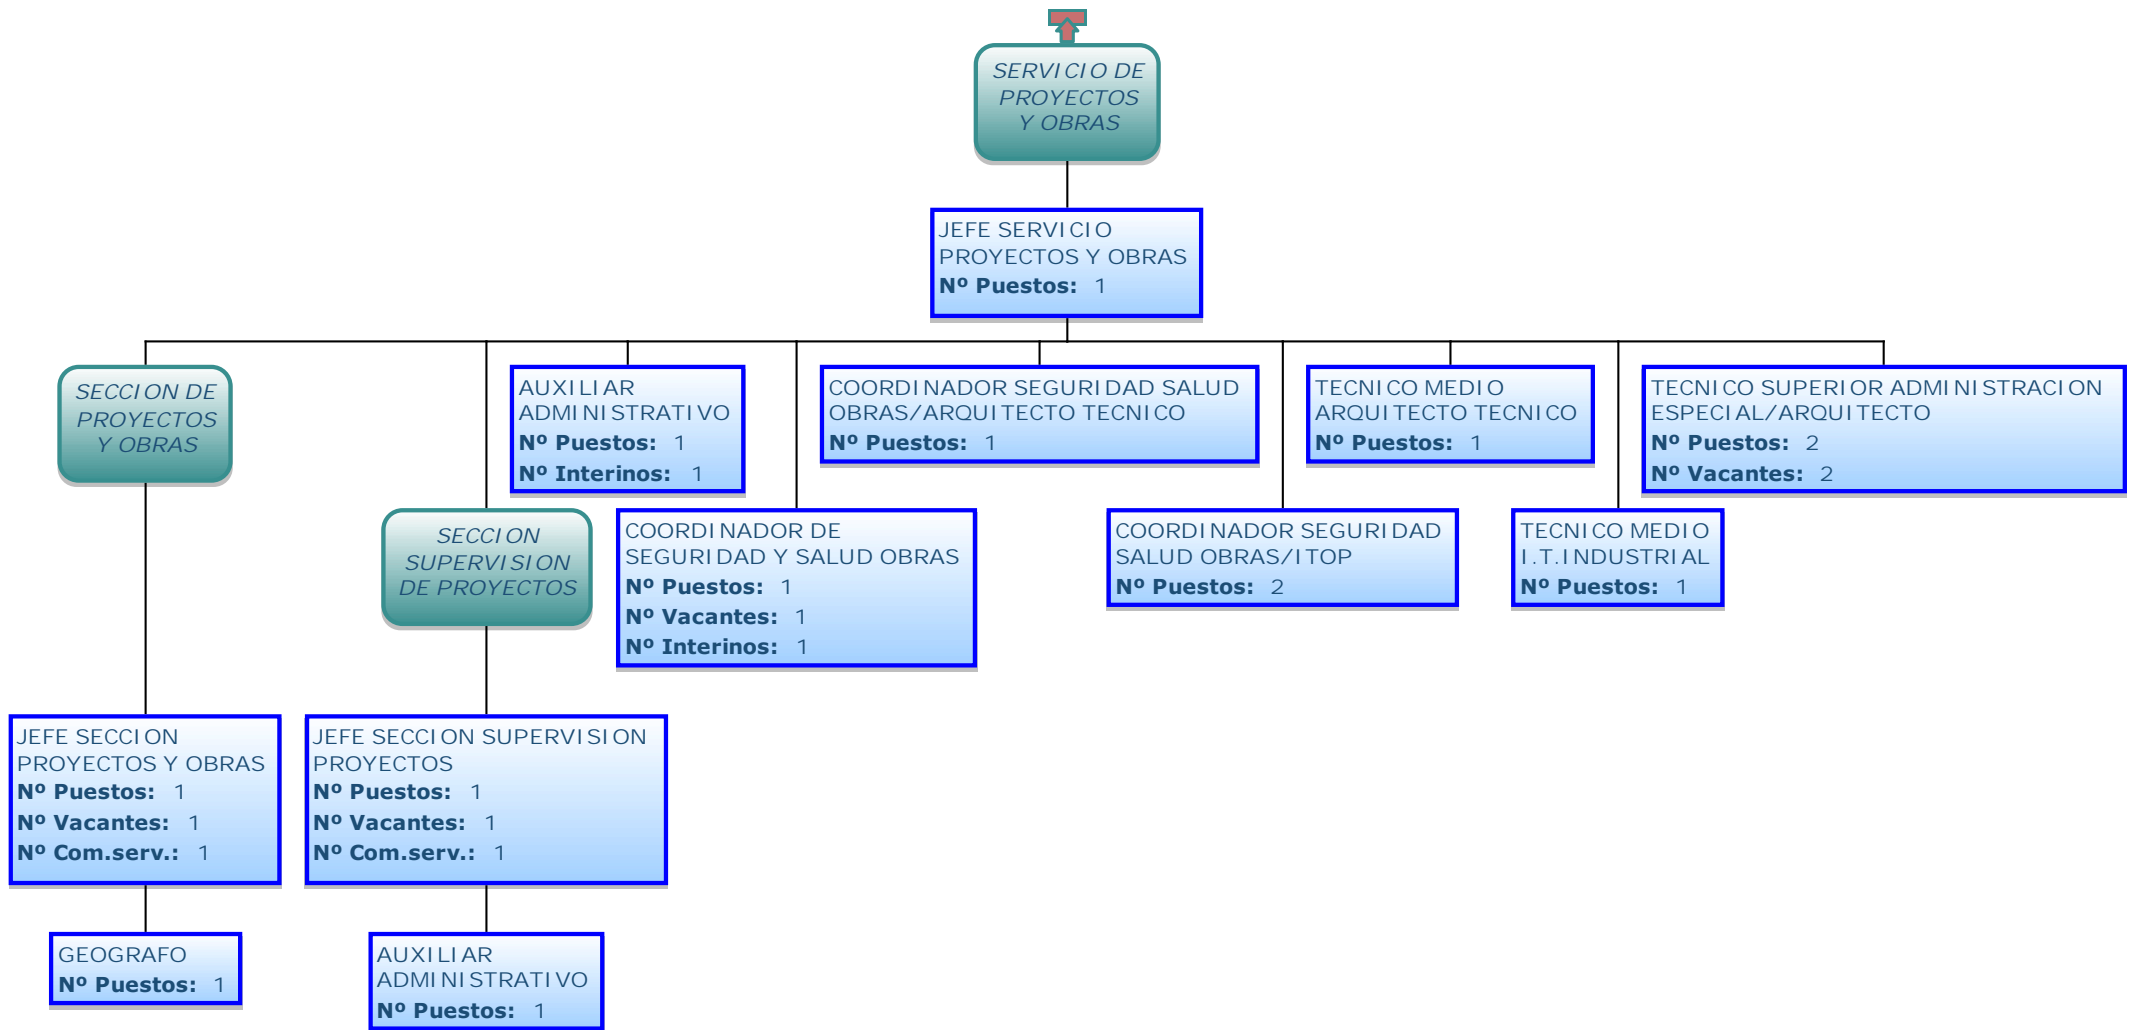 SERVICIO DE
PROYECTOS
Y OBRAS
JEFE SERVICIO
PROYECTOS Y OBRAS
Nº Puestos: 1
SECCION DE
PROYECTOS
Y OBRAS
AUXILIAR
ADMINISTRATIVO
Nº Puestos: 1
Nº Interinos: 1
COORDINADOR SEGURIDAD SALUD
OBRAS/ARQUITECTO TECNICO
Nº Puestos: 1
TECNICO MEDIO
ARQUITECTO TECNICO
Nº Puestos: 1
TECNICO SUPERIOR ADMINISTRACION
ESPECIAL/ARQUITECTO
Nº Puestos: 2
Nº Vacantes: 2
SECCION
SUPERVISION
DE PROYECTOS
COORDINADOR DE
SEGURIDAD Y SALUD OBRAS
Nº Puestos: 1
Nº Vacantes: 1
Nº Interinos: 1
COORDINADOR SEGURIDAD
SALUD OBRAS/ITOP
Nº Puestos: 2
TECNICO MEDIO
I.T.INDUSTRIAL
Nº Puestos: 1
JEFE SECCION
PROYECTOS Y OBRAS
Nº Puestos: 1
Nº Vacantes: 1
Nº Com.serv.: 1
JEFE SECCION SUPERVISION
PROYECTOS
Nº Puestos: 1
Nº Vacantes: 1
Nº Com.serv.: 1
GEOGRAFO
Nº Puestos: 1
AUXILIAR
ADMINISTRATIVO
Nº Puestos: 1